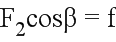 F₂cosβ = f